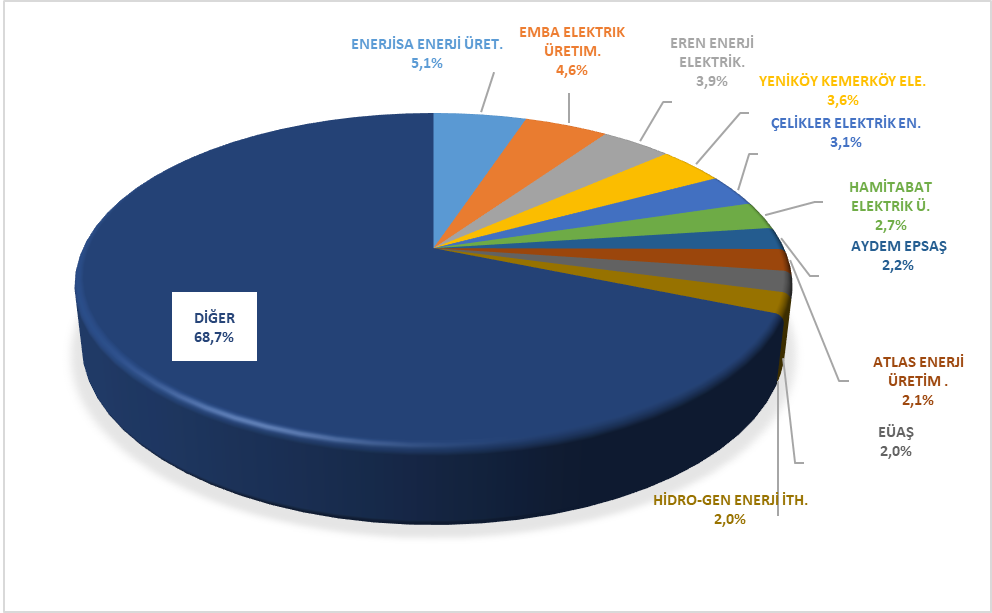 ENERJİSA ENERJİ ÜRET.
5,1%
EMBA ELEKTRIK
ÜRETIM.
4,6%
EREN ENERJİ
ELEKTRİK.
3,9%
YENİKÖY KEMERKÖY ELE.
3,6%
ÇELİKLER ELEKTRİK EN.
3,1%
HAMİTABAT
ELEKTRİK Ü.
2,7%
AYDEM EPSAŞ
2,2%
ATLAS ENERJİ
ÜRETİM .
2,1%
EÜAŞ
2,0%
HİDRO-GEN ENERJİ İTH.
2,0%
DİĞER
68,7%